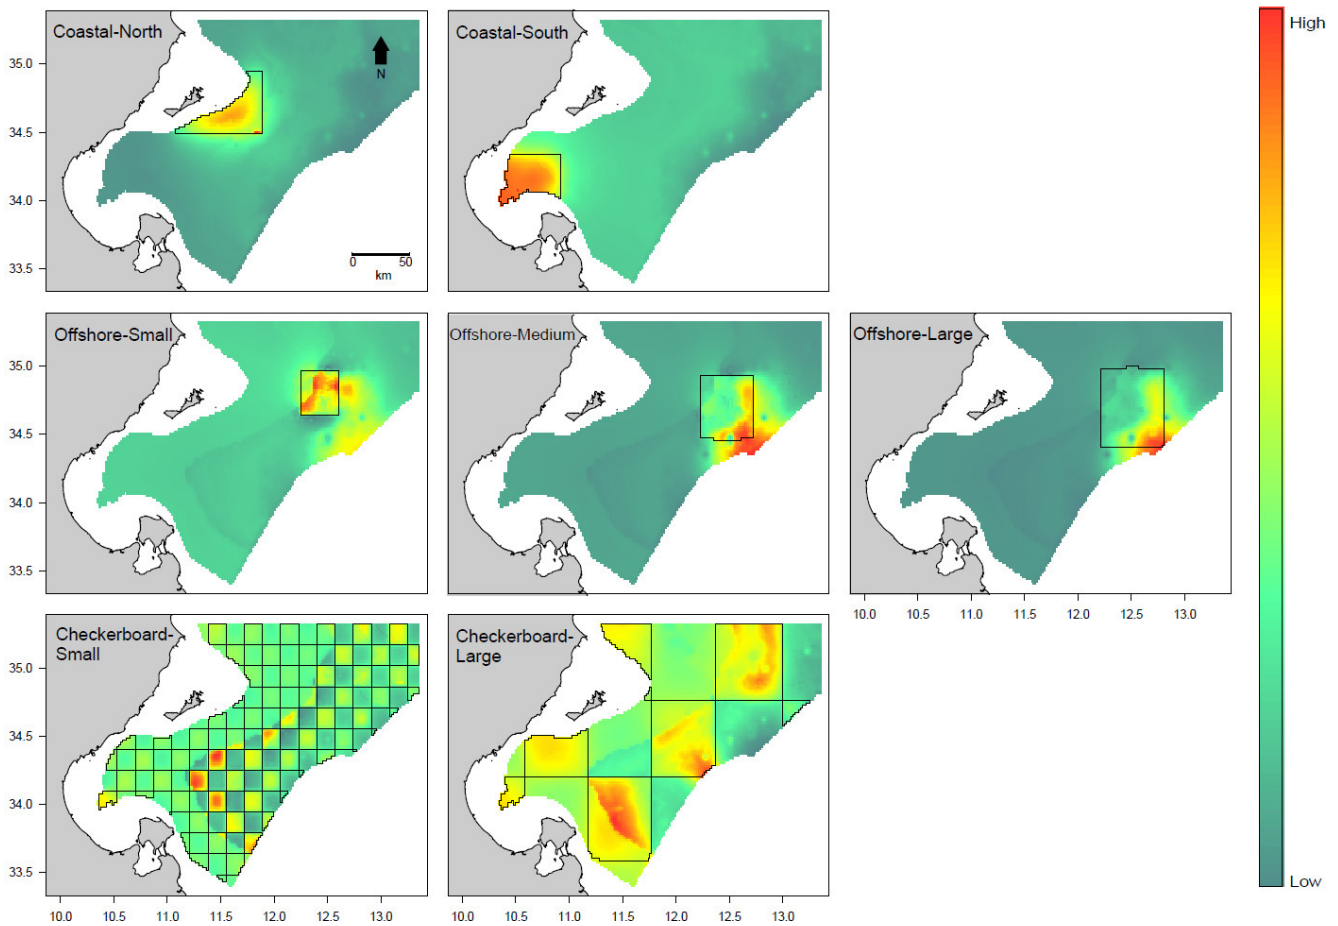 Coastal-North
Coastal-South
High
N
35.0
34.5
34.0
33.5
0 50
km
Offshore-Small
Offshore-Medium
Offshore-Large
35.0
34.5
34.0
33.5
10.0 10.5 11.0 12.0 12.5 13.0
Checkerboard-
Small
Checkerboard-
Large
35.0
34.5
34.0
33.5
Low
10.0 10.5 11.0 11.5 12.0 12.5 13.0
10.0 10.5 11.0 11.5 12.0 12.5 13.0